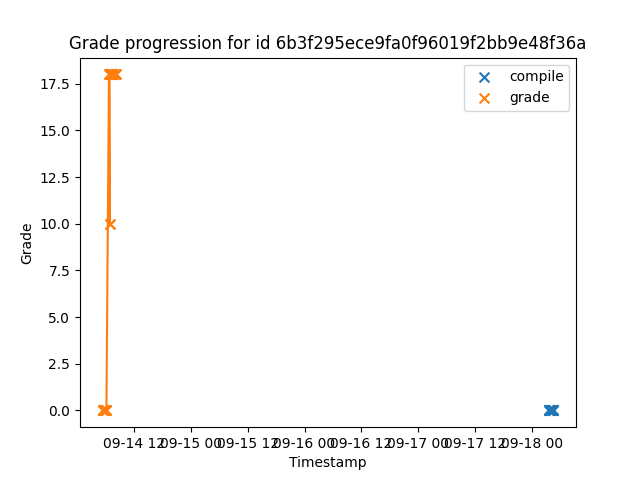 Grade progression for id 6b3f295ece9fa0f96019f2bb9e48f36a
compile
grade
17.5
15.0
12.5
10.0
7.5
5.0
2.5
0.0
Grade
09-14 12 09-15 00 09-15 12 09-16 00 09-16 12 09-17 00 09-17 12 09-18 00
Timestamp